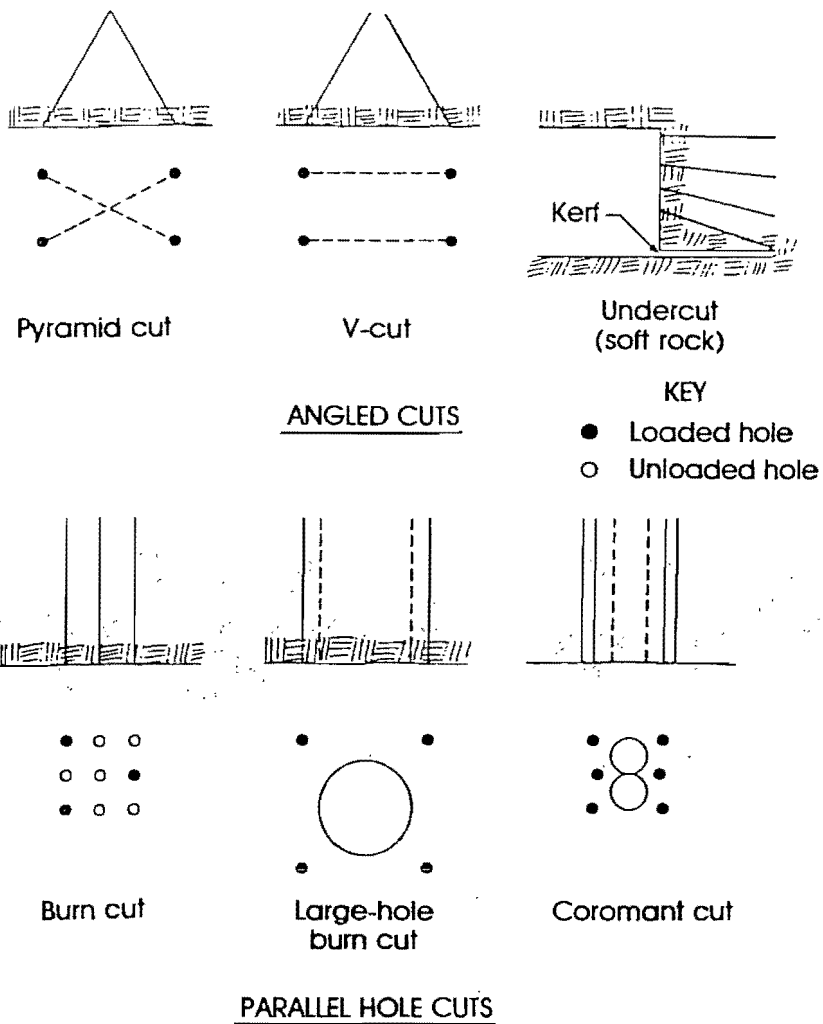 Kerf
Pyramid cut
V-cut
Undercut
(soft rock)
ANGLED CUTS
KEY
Loaded hole
Unloaded hole
Burn cut
Large-hole
burn cut
Coromant cut
PARALLEL HOLE CUTS